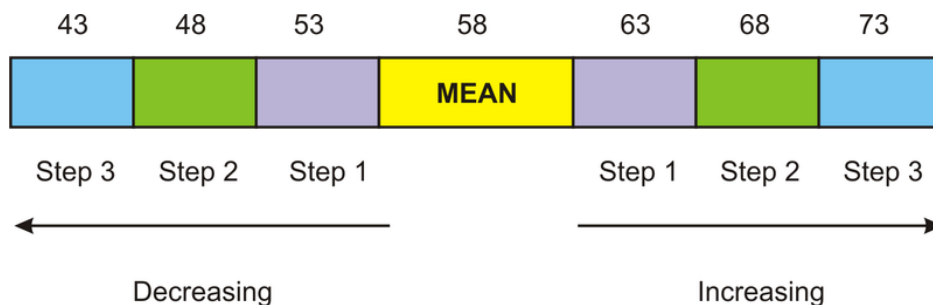 43 48 53 58 63 68 73
MEAN
Step 3 Step 2 Step 1 Step 1 Step 2 Step 3
Decreasing Increasing